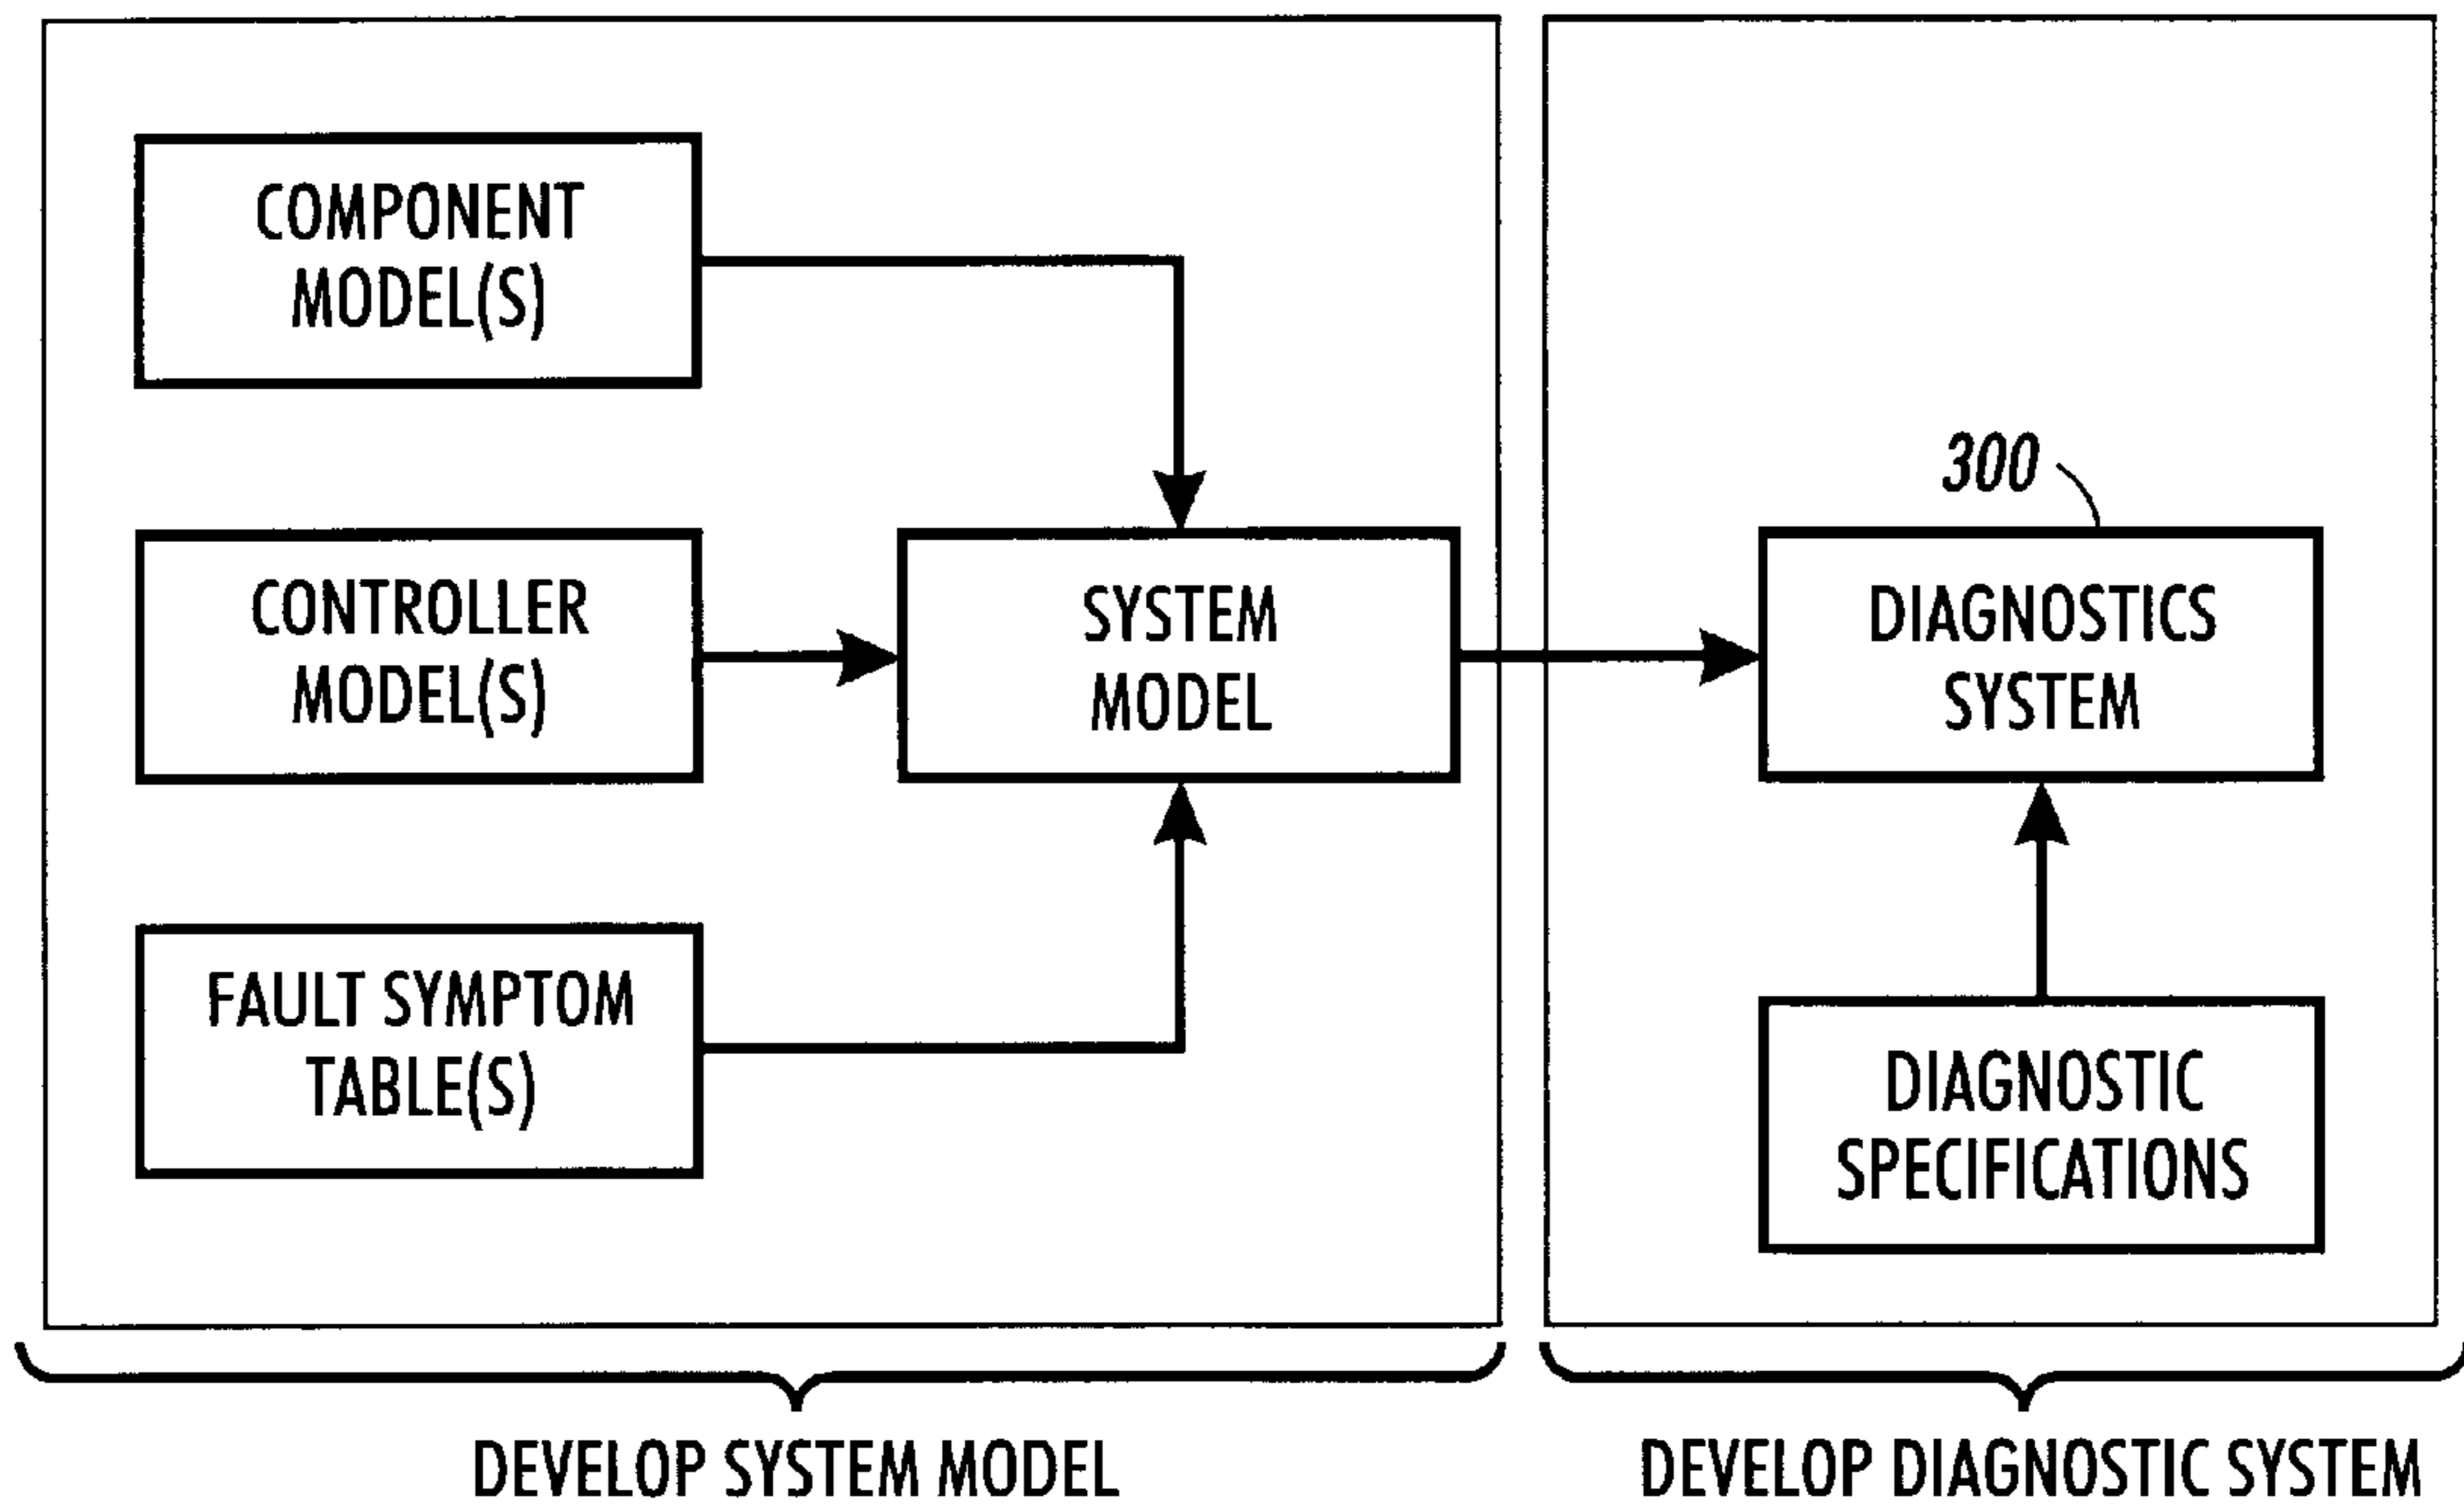 COMPONENT
MODEL(S)
CONTROLLER
MODEL(S)
FAULT SYMPTOM
TABLE(S)
SYSTEM
MODEL
300
DIAGNOSTICS
SYSTEM
DIAGNOSTIC
SPECIFICATIONS
DEVELOP SYSTEM MODEL
DEVELOP DIAGNOSTIC SYSTEM